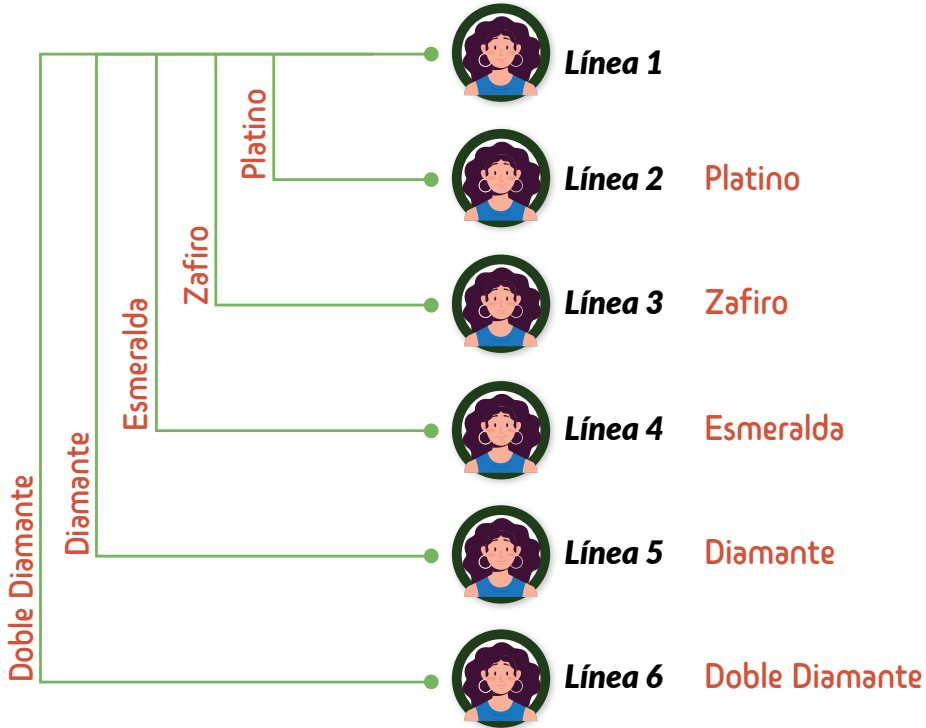 Línea 1
Platino
Línea 2 Platino
Zafiro
Línea 3 Zafiro
Esmeralda
Línea 4 Esmeralda
Diamante
Línea 5 Diamante
Doble Diamante
Línea 6 Doble Diamante